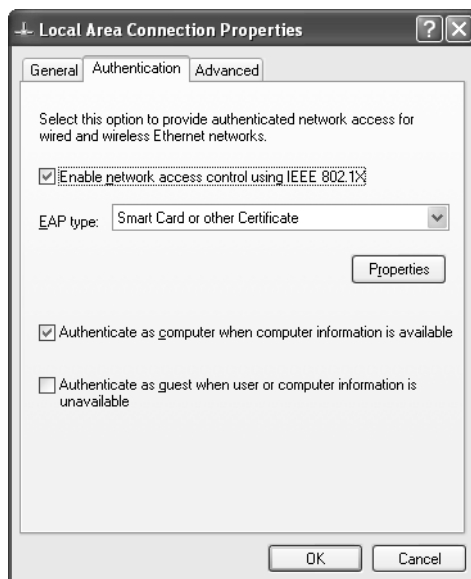 Local Area Connection Properties
General Authentication Advanced
Select this option to provide authenticated network access for
wired and wireless Ethernet networks.
Enable network access control using IEEE 802.1X
EAP type: Smart Card or other Certificate
Properties
Authenticate as computer when computer information is available
Authenticate as guest when user or computer information is
unavailable
OK Cancel